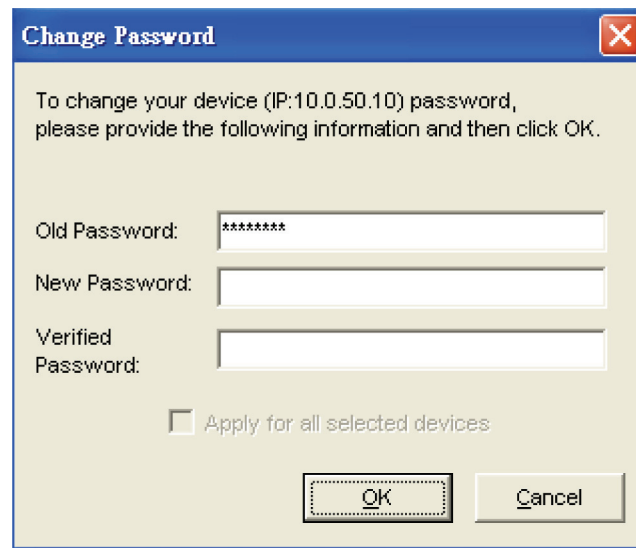 Change Password
To change your device (IP:10.0.50.10) password,
please provide the following information and then click OK.
Old Password: ********
New Password:
Verified
Password:
Apply for all selected devices
OK Cancel